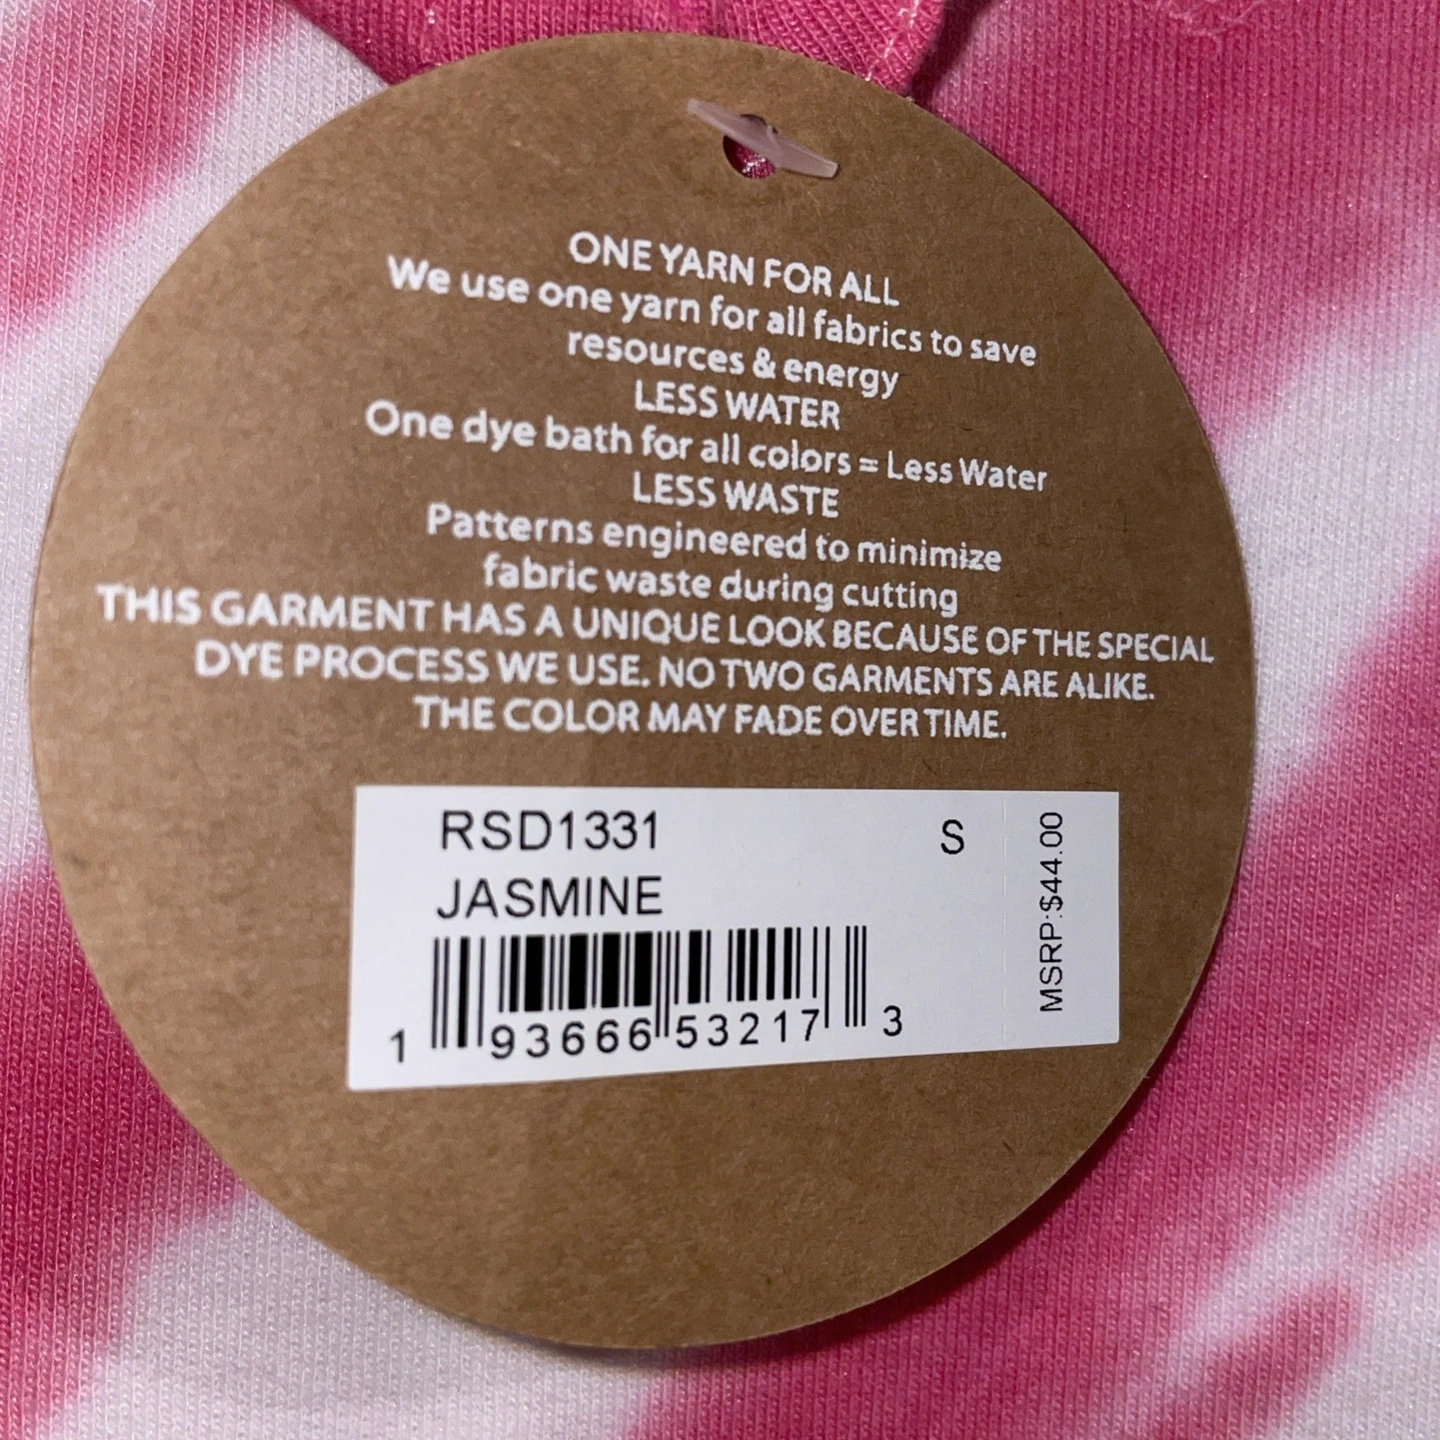 ONE YARN FOR ALL
We use one yarn for all fabrics to save
resources & energy
LESS WATER
One dye bath for all colors = Less Water
LESS WASTE
Patterns engineered to minimize
fabric waste during cutting
THIS GARMENT HAS A UNIQUE LOOK BECAUSE OF THE SPECIAL
DYE PROCESS WE USE. NO TWO GARMENTS ARE ALIKE.
THE COLOR MAY FADE OVER TIME.
RSD1331 S
JASMINE
1 93666 53217 3
MSRP:$44.00